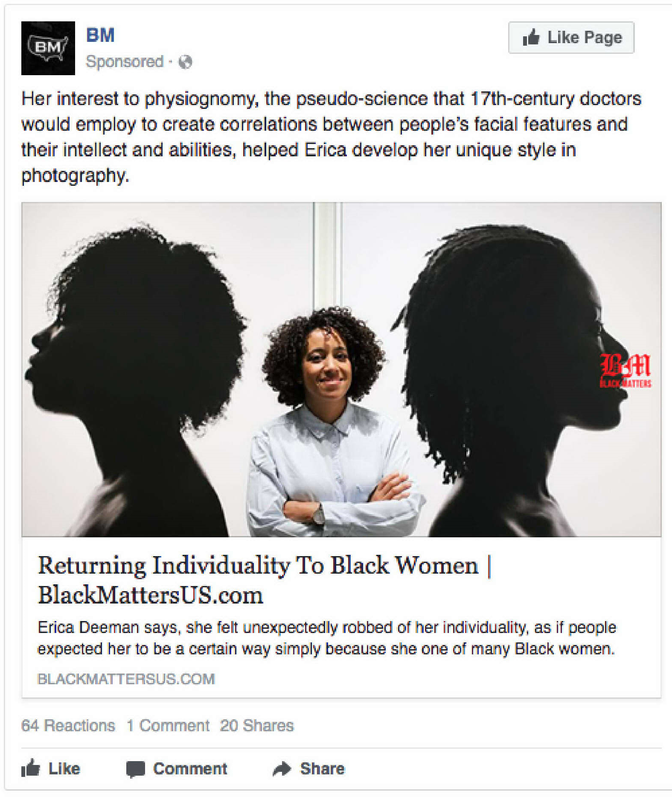 BM
BM
Like Page
Sponsored ·
Her interest to physiognomy, the pseudo-science that 17th-century doctors
would employ to create correlations between people's facial features and
their intellect and abilities, helped Erica develop her unique style in
photography.
BM
BLACK MATTERS
Returning Individuality To Black Women |
BlackMattersUS.com
Erica Deeman says, she felt unexpectedly robbed of her individuality, as if people
expected her to be a certain way simply because she one of many Black women.
BLACKMATTERSUS.COM
64 Reactions 1 Comment 20 Shares
Like Comment Share